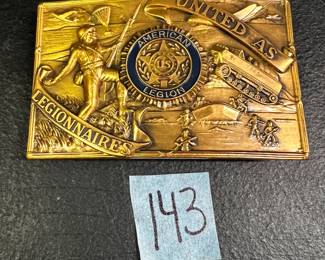 UNITED AS
AMERICAN
U.S.
LEGION
LEGIONNAIRES
143